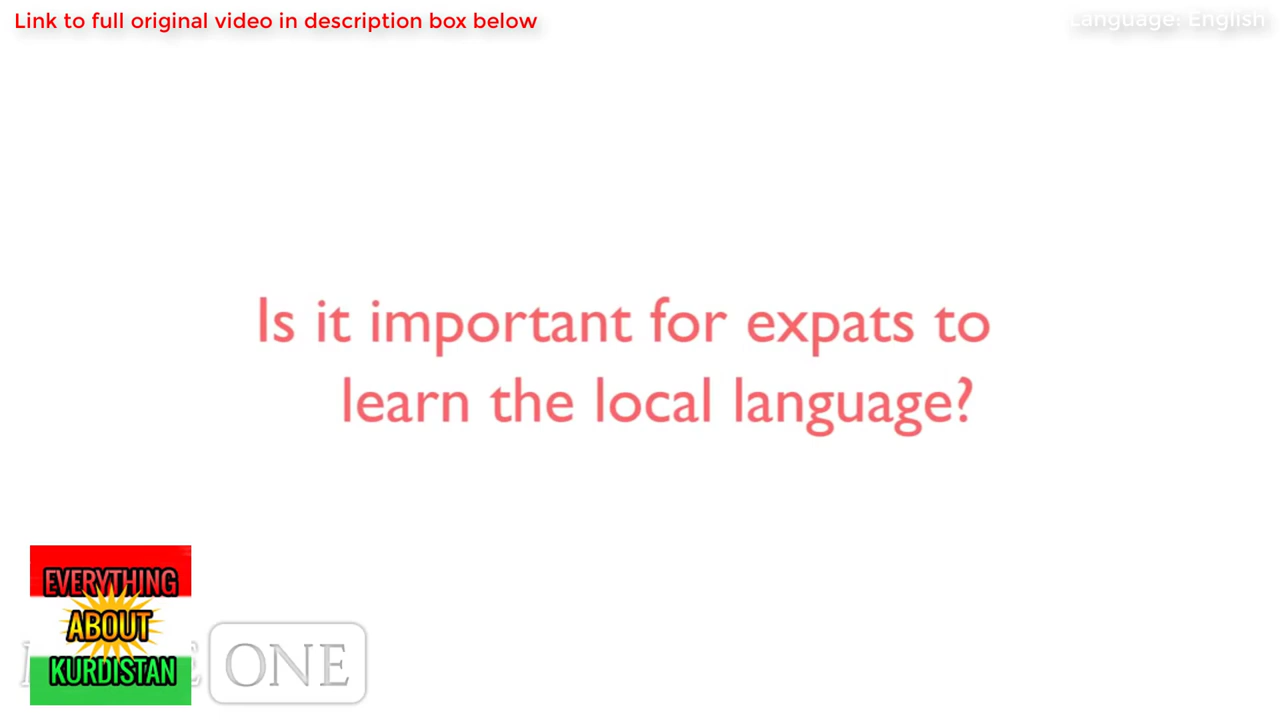 Link to full original video in description box below
Language: English
Is it important for expats to
learn the local language?
EVERYTHING
ABOUT
KURDISTAN
ONE